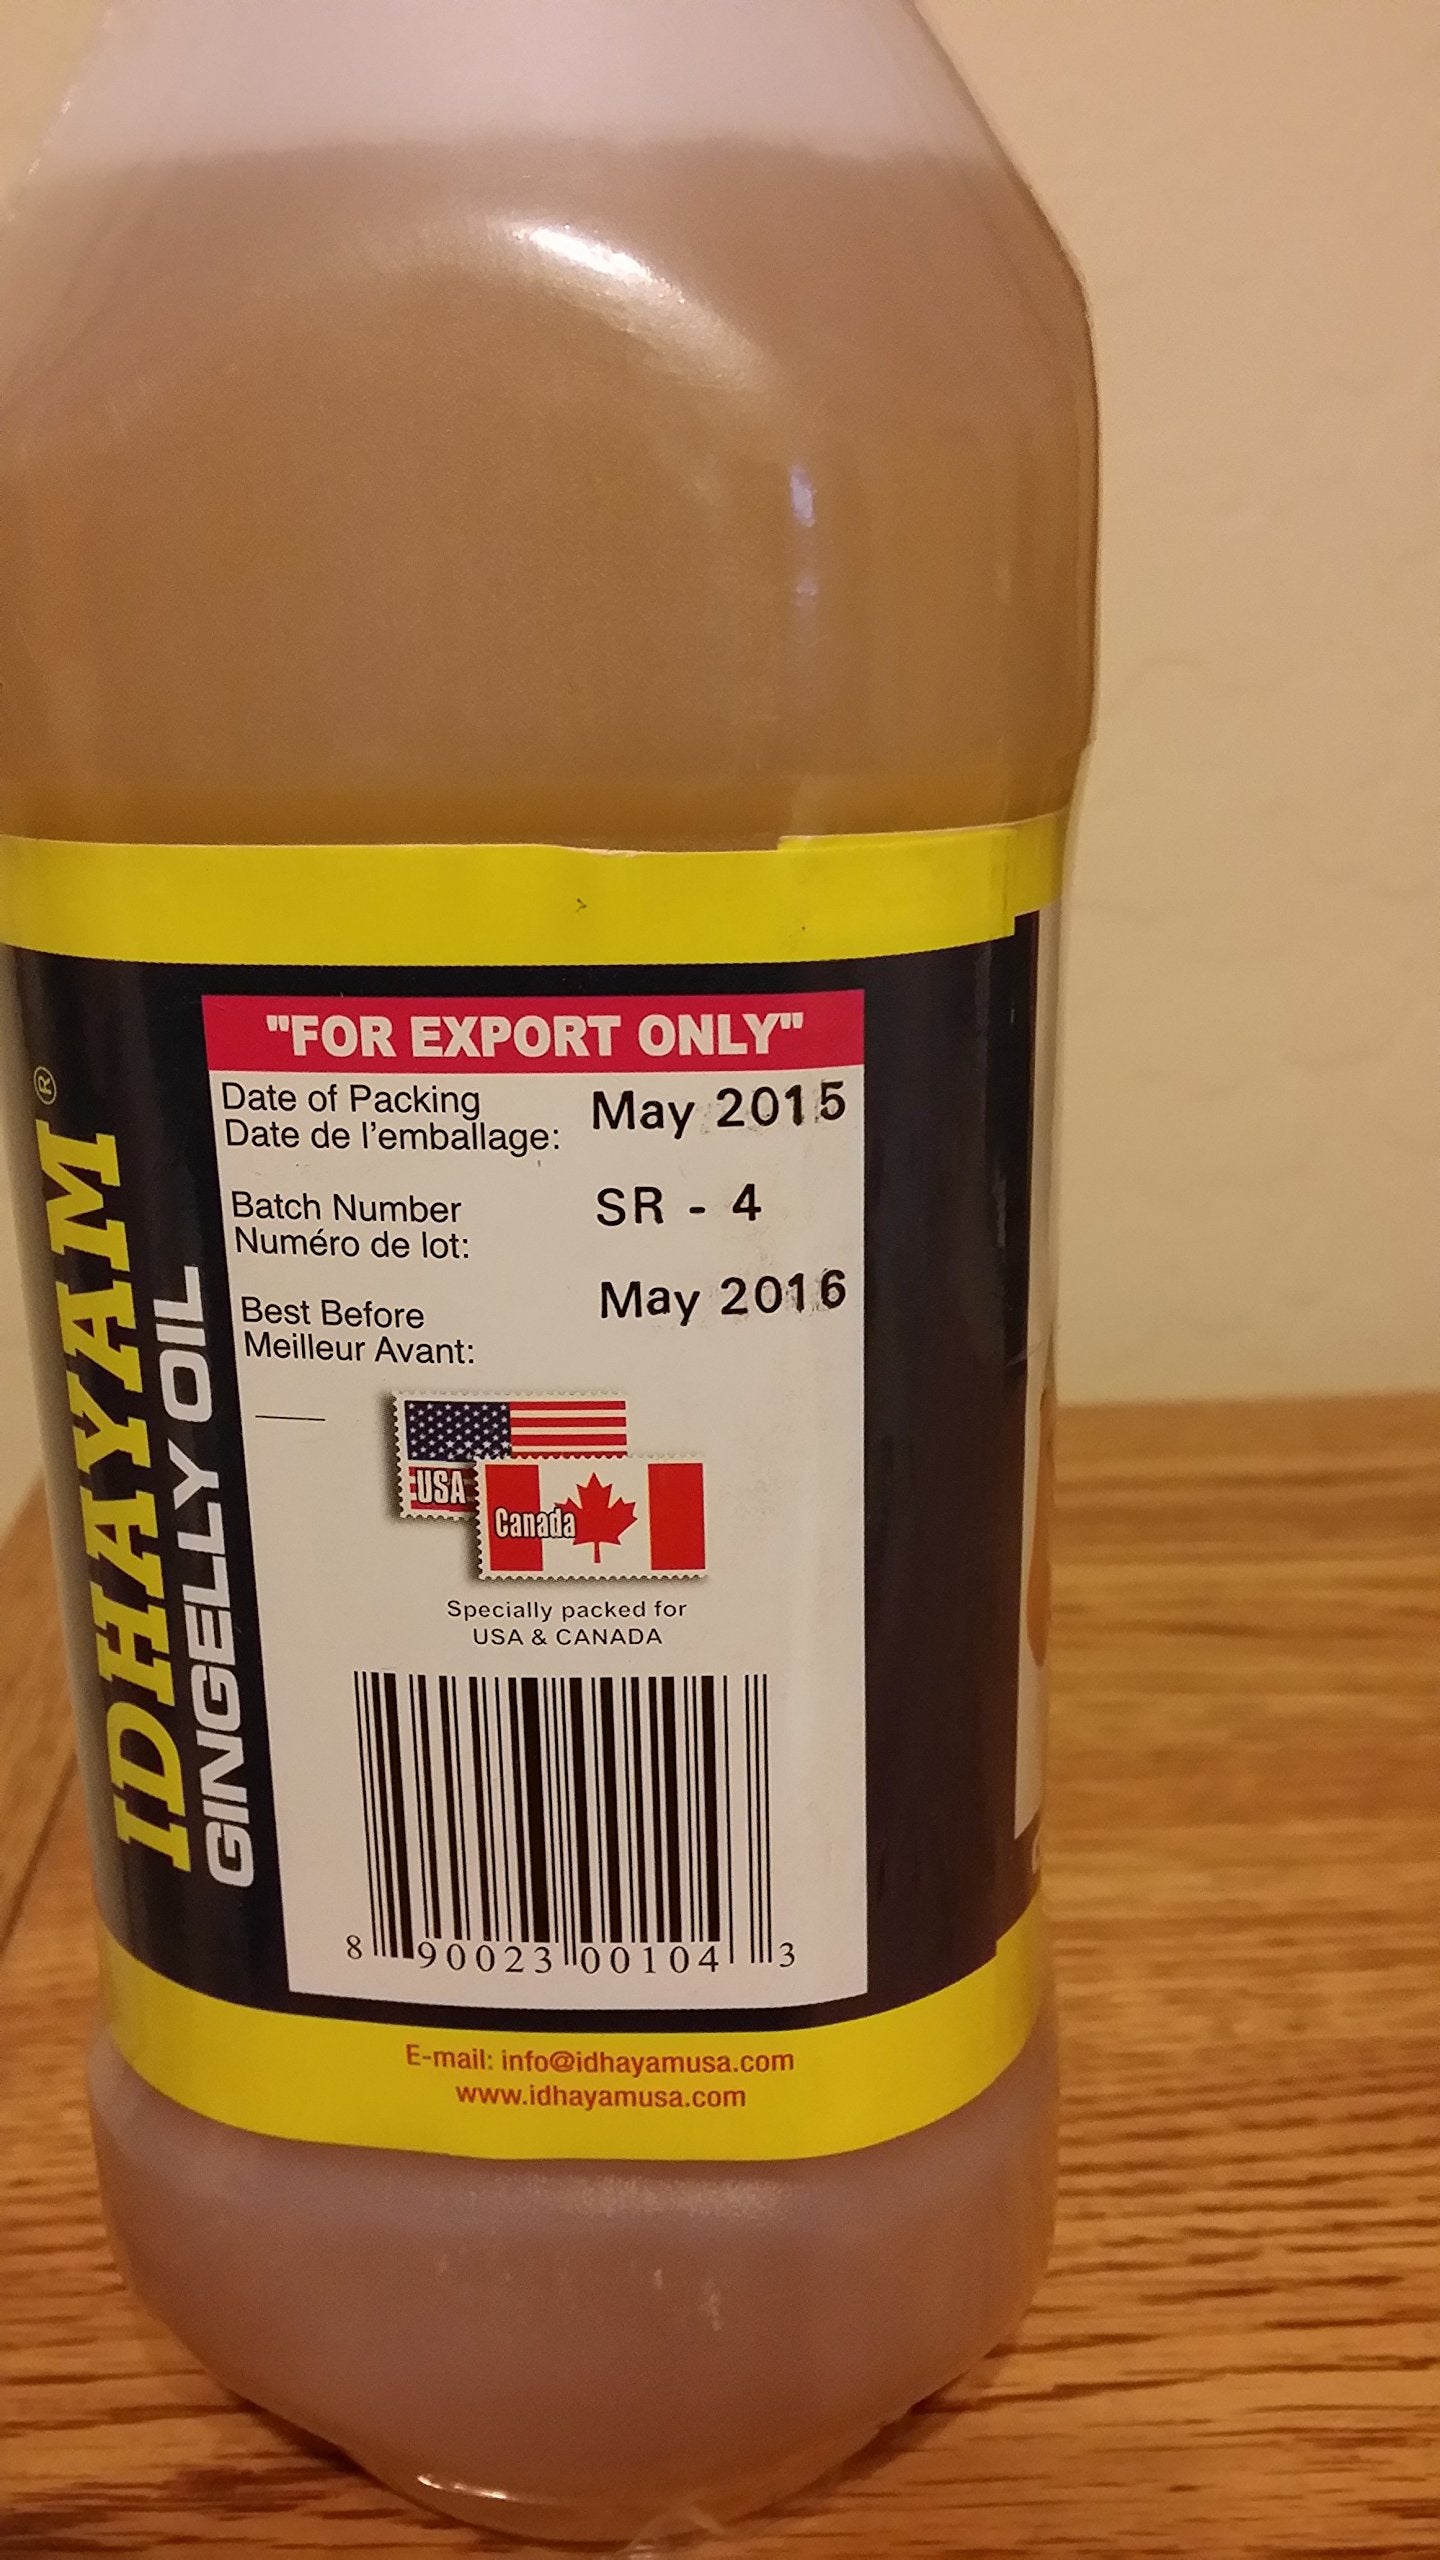 "FOR EXPORT ONLY"
Date of Packing
Date de l'emballage:
May 2015
Batch Number
Numéro de lot:
SR - 4
Best Before
Meilleur Avant:
May 2016
USA
Canada
Specially packed for
USA & CANADA
8 90023 00104 3
E-mail: info@idhayamusa.com
www.idhayamusa.com
IDHAYAM®
GINGELLY OIL